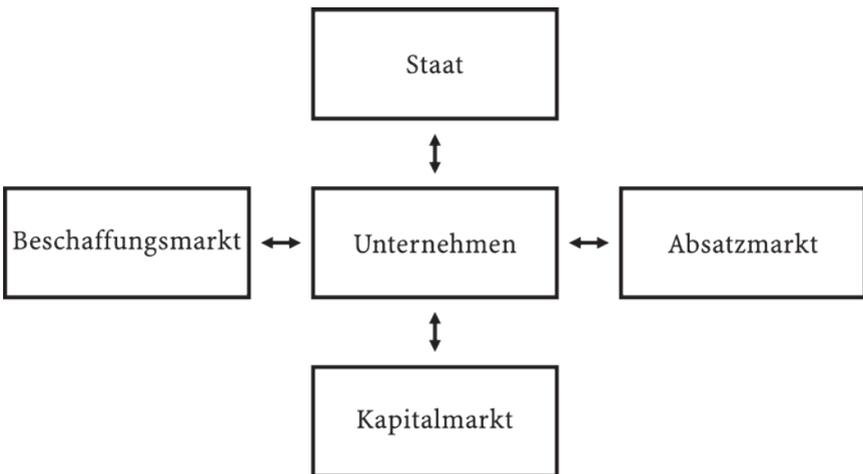 Staat
Beschaffungsmarkt
Unternehmen
Absatzmarkt
Kapitalmarkt